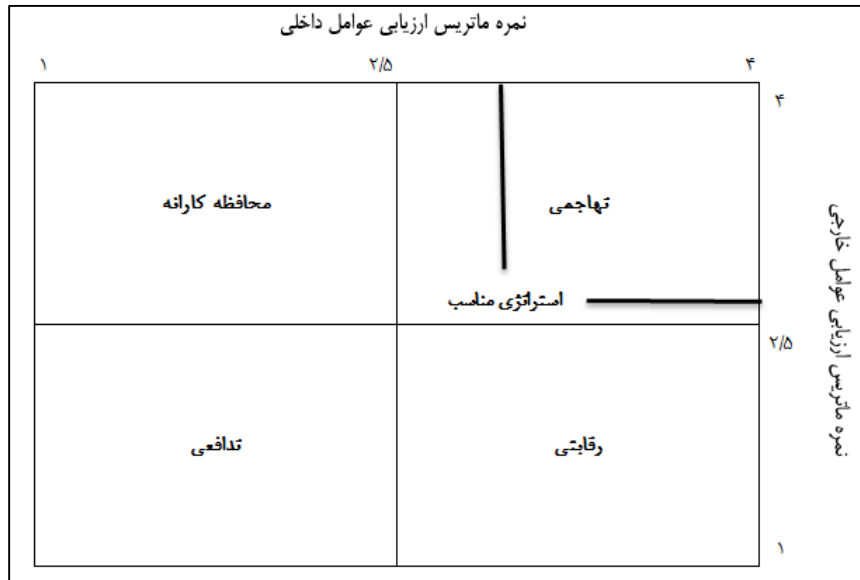 نمره ماتریس ارزیابی عوامل داخلی
۴
۲/۵
۱
۴
تهاجمی
محافظه کارانه
استراتژی مناسب
۲/۵
رقابتی
تدافعی
۱
نمره ماتریس ارزیابی عوامل خارجی